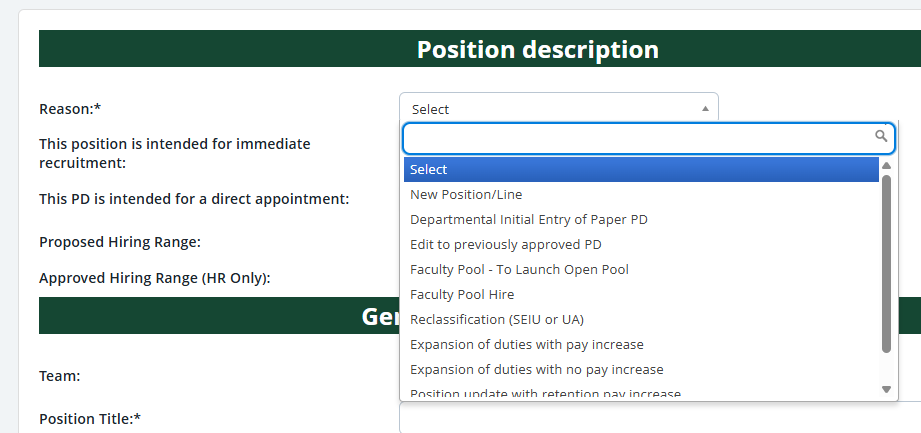 Position description
Reason:*
Select
This position is intended for immediate
recruitment:
This PD is intended for a direct appointment:
Proposed Hiring Range:
Approved Hiring Range (HR Only):
Select
New Position/Line
Departmental Initial Entry of Paper PD
Edit to previously approved PD
Faculty Pool - To Launch Open Pool
Faculty Pool Hire
Reclassification (SEIU or UA)
Expansion of duties with pay increase
Expansion of duties with no pay increase
Position update with retention pay increase
Ge
Team:
Position Title:*